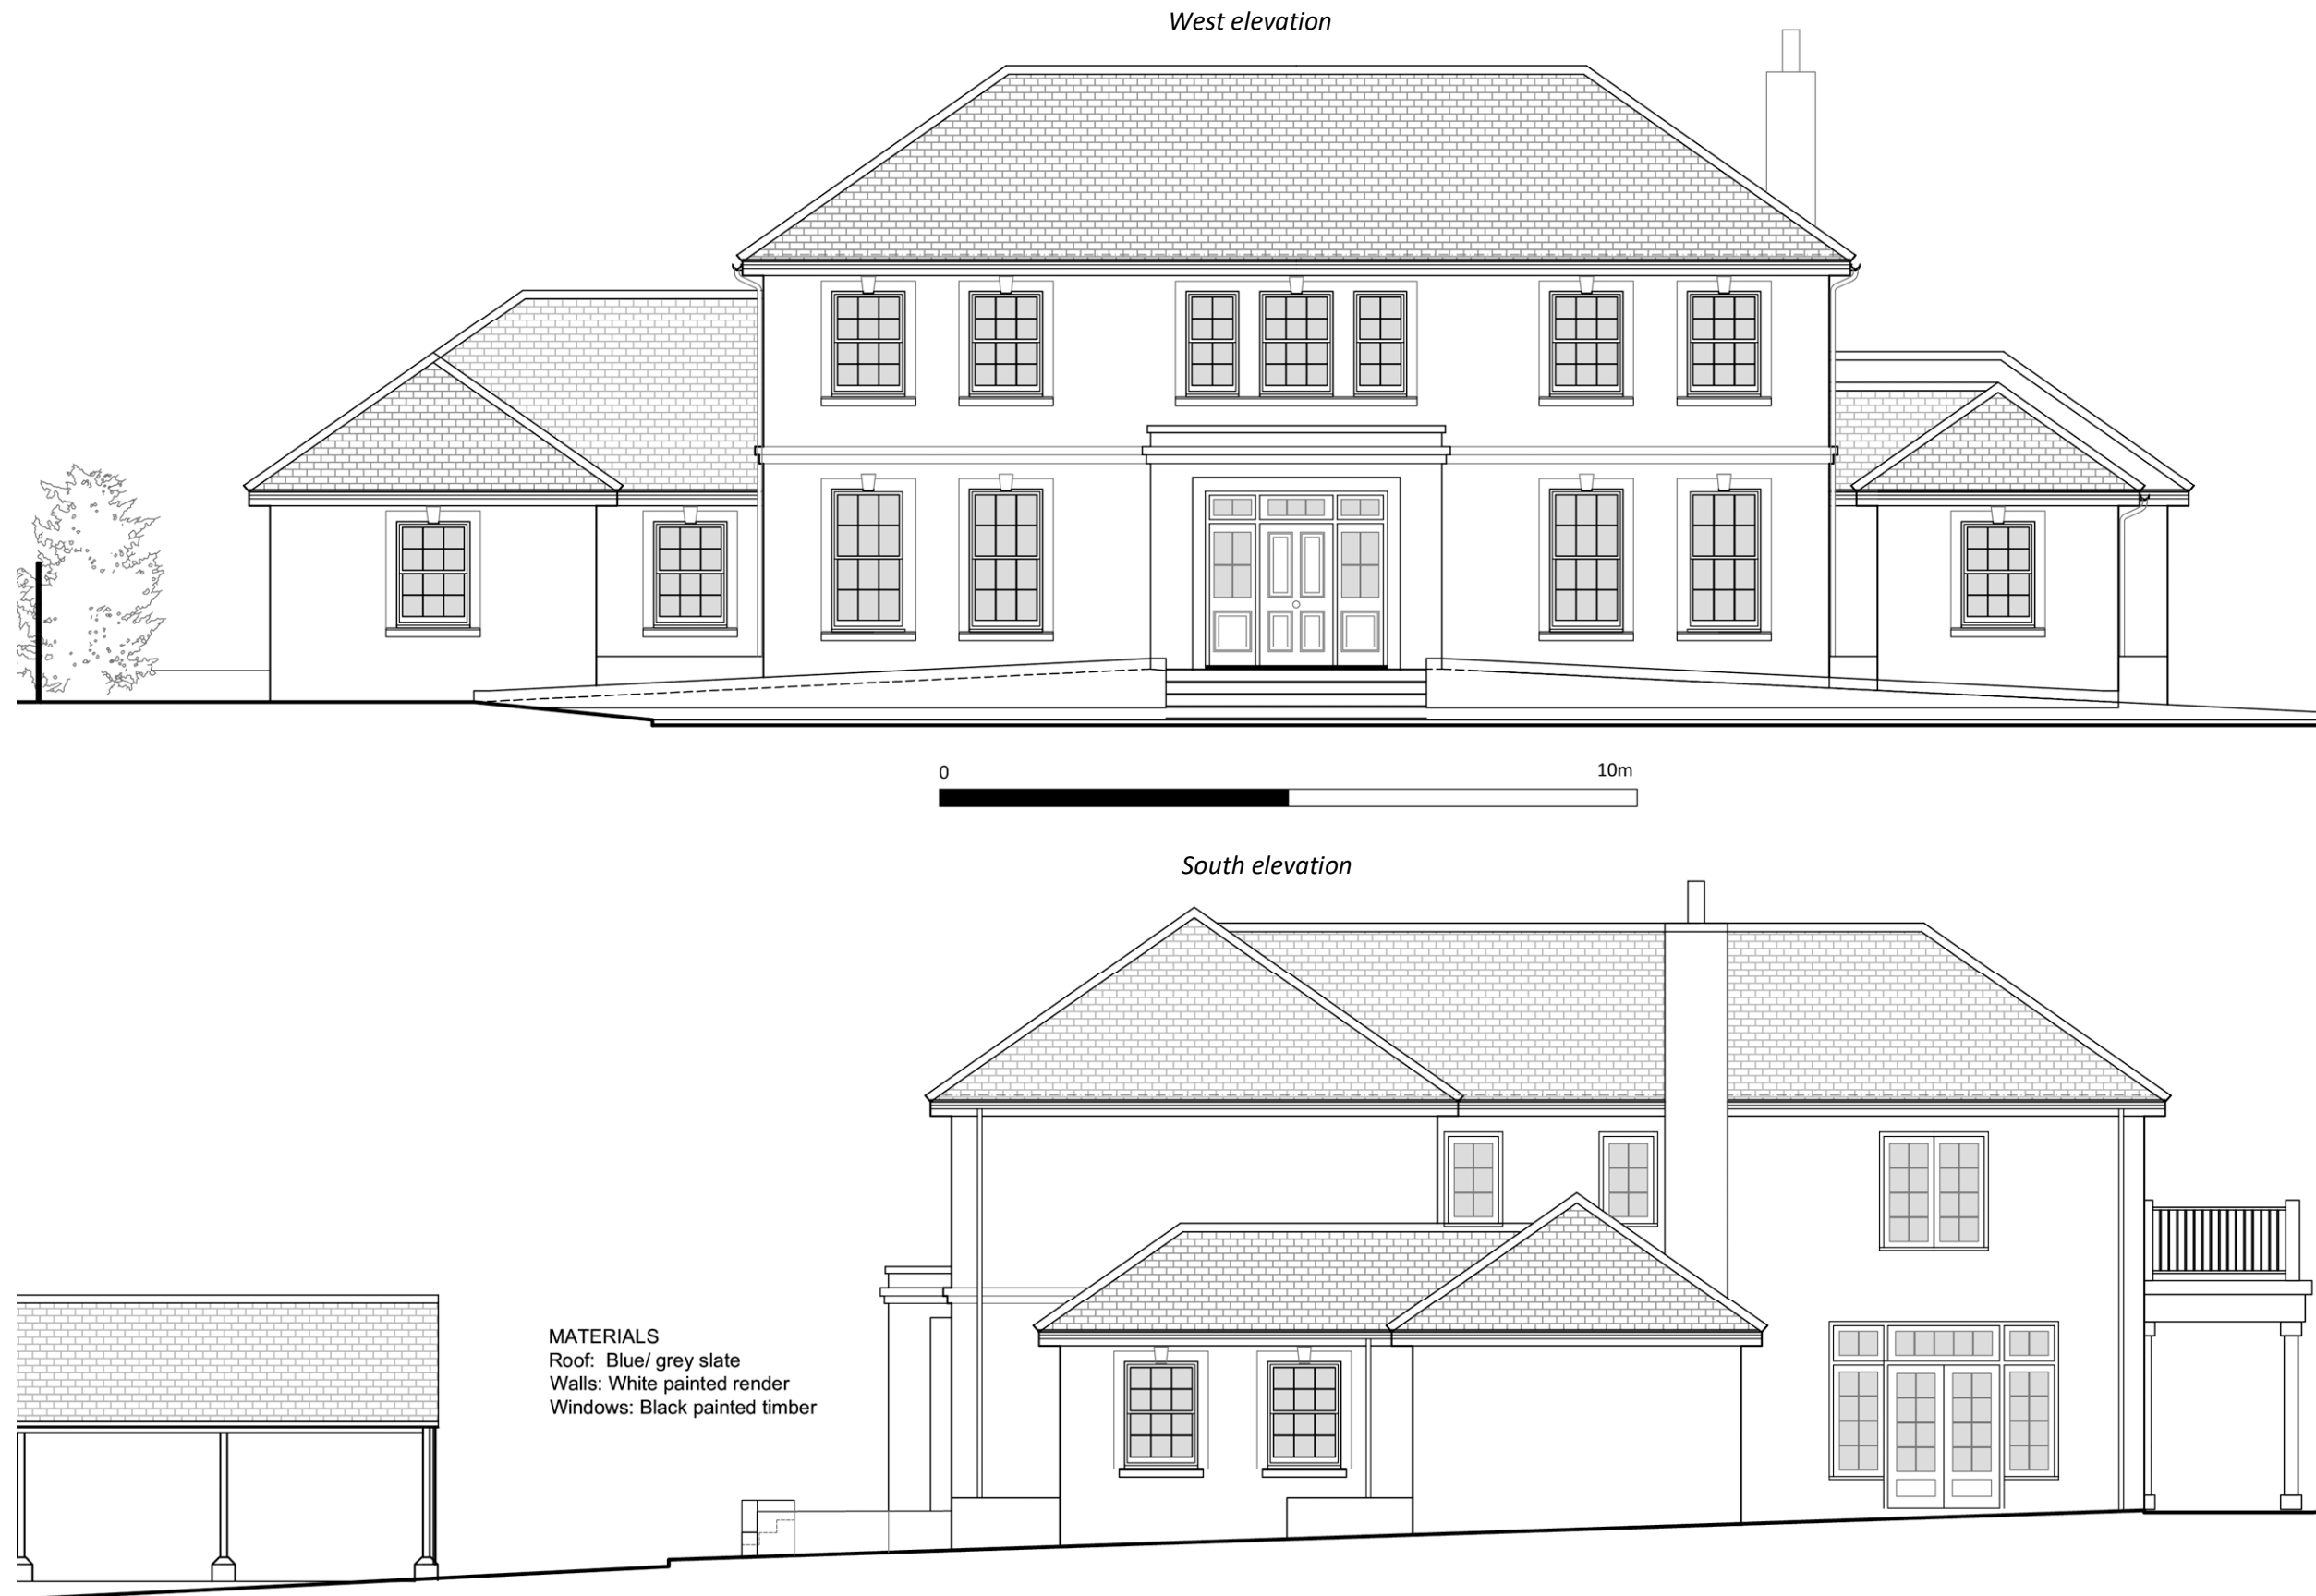 West elevation
0
10m
South elevation
MATERIALS
Roof: Blue/ grey slate
Walls: White painted render
Windows: Black painted timber